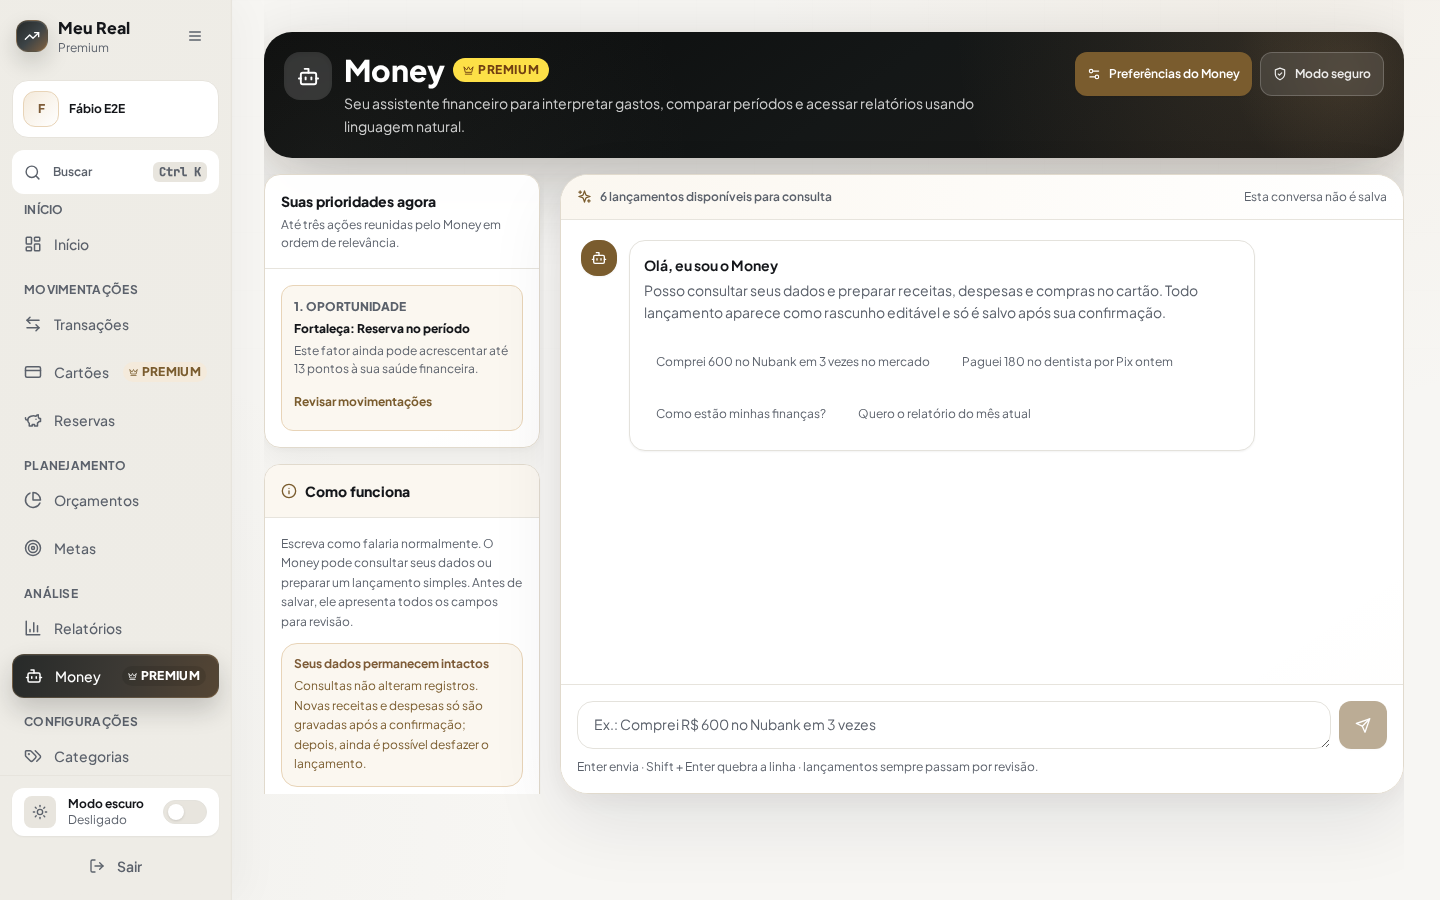 Meu Real
Premium
F
Fábio E2E
Buscar
Ctrl K
INÍCIO
Início
MOVIMENTAÇÕES
Transações
Cartões
PREMIUM
Reservas
PLANEJAMENTO
Orçamentos
Metas
ANÁLISE
Relatórios
Money
PREMIUM
CONFIGURAÇÕES
Categorias
Modo escuro
Desligado
Sair
Money
PREMIUM
Seu assistente financeiro para interpretar gastos, comparar períodos e acessar relatórios usando
linguagem natural.
Preferências do Money
Modo seguro
Suas prioridades agora
Até três ações reunidas pelo Money em
ordem de relevância.
1. OPORTUNIDADE
Fortaleça: Reserva no período
Este fator ainda pode acrescentar até
13 pontos à sua saúde financeira.
Revisar movimentações
Como funciona
Escreva como falaria normalmente. O
Money pode consultar seus dados ou
preparar um lançamento simples. Antes de
salvar, ele apresenta todos os campos
para revisão.
Seus dados permanecem intactos
Consultas não alteram registros.
Novas receitas e despesas só são
gravadas após a confirmação;
depois, ainda é possível desfazer o
lançamento.
6 lançamentos disponíveis para consulta
Esta conversa não é salva
Olá, eu sou o Money
Posso consultar seus dados e preparar receitas, despesas e compras no cartão. Todo
lançamento aparece como rascunho editável e só é salvo após sua confirmação.
Comprei 600 no Nubank em 3 vezes no mercado
Paguei 180 no dentista por Pix ontem
Como estão minhas finanças?
Quero o relatório do mês atual
Ex.: Comprei R$ 600 no Nubank em 3 vezes
Enter envia · Shift + Enter quebra a linha · lançamentos sempre passam por revisão.